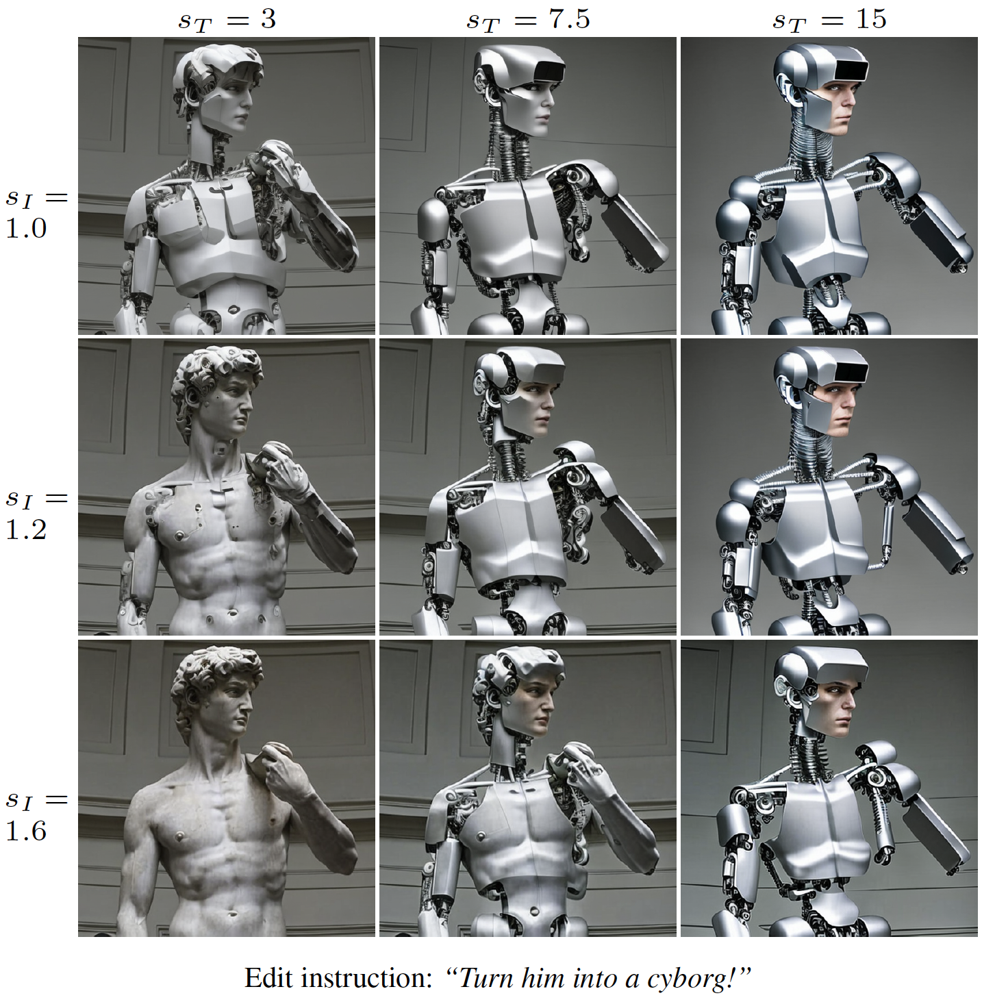 s_T = 3
s_T = 7.5
s_T = 15
s_I =
1.0
s_I =
1.2
s_I =
1.6
Edit instruction: “Turn him into a cyborg!”